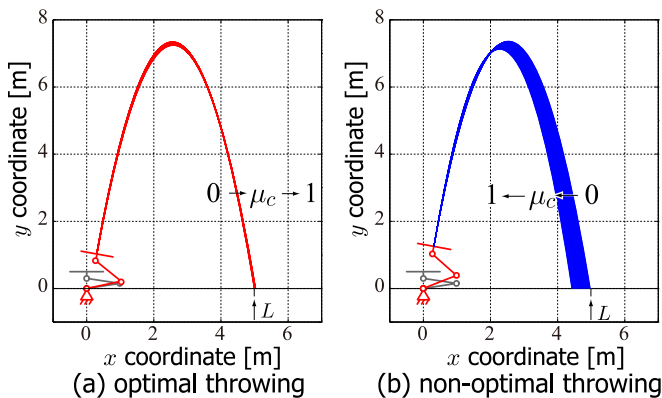 8
6
4
2
0
y coordinate [m]
0 → μc → 1
L
0 2 4 6
x coordinate [m]
(a) optimal throwing
8
6
4
2
0
y coordinate [m]
1 ← μc ← 0
L
0 2 4 6
x coordinate [m]
(b) non-optimal throwing